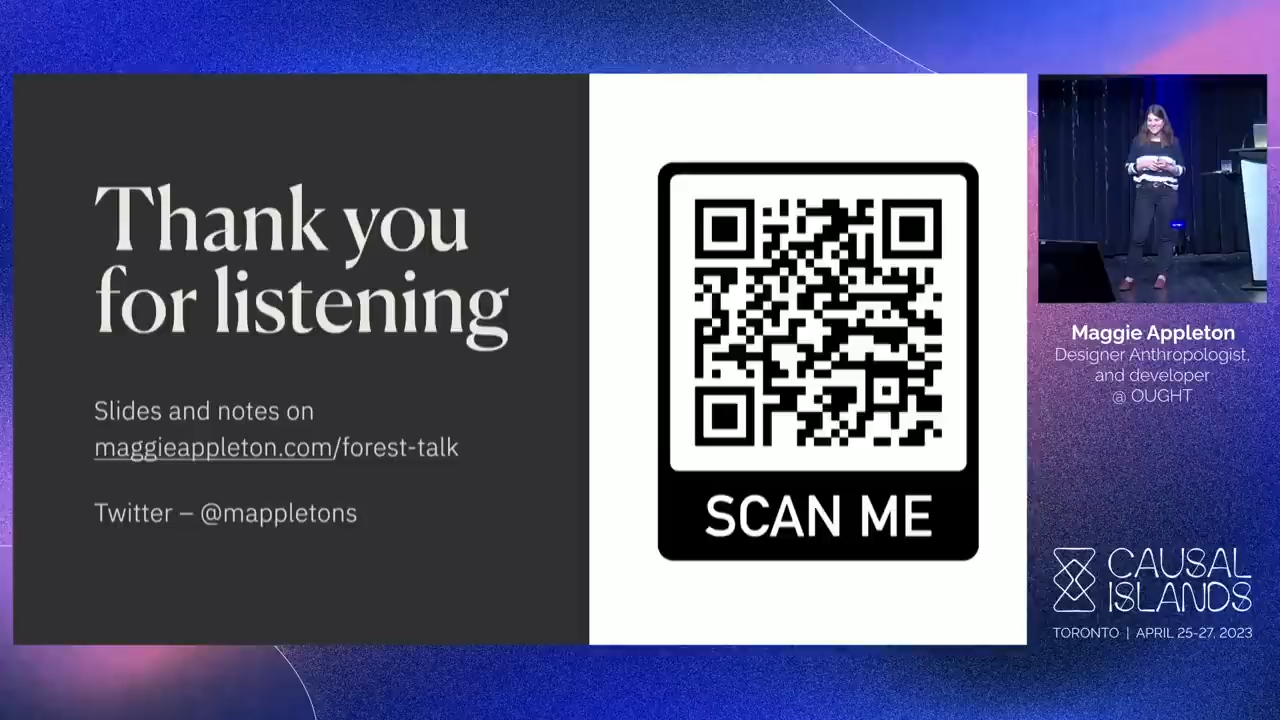 Thank you
for listening
Slides and notes on
maggieappleton.com/forest-talk
Twitter – @mappletons
SCAN ME
Maggie Appleton
Designer Anthropologist,
and developer
@ OUGHT
CAUSAL
ISLANDS
TORONTO | APRIL 25-27, 2023